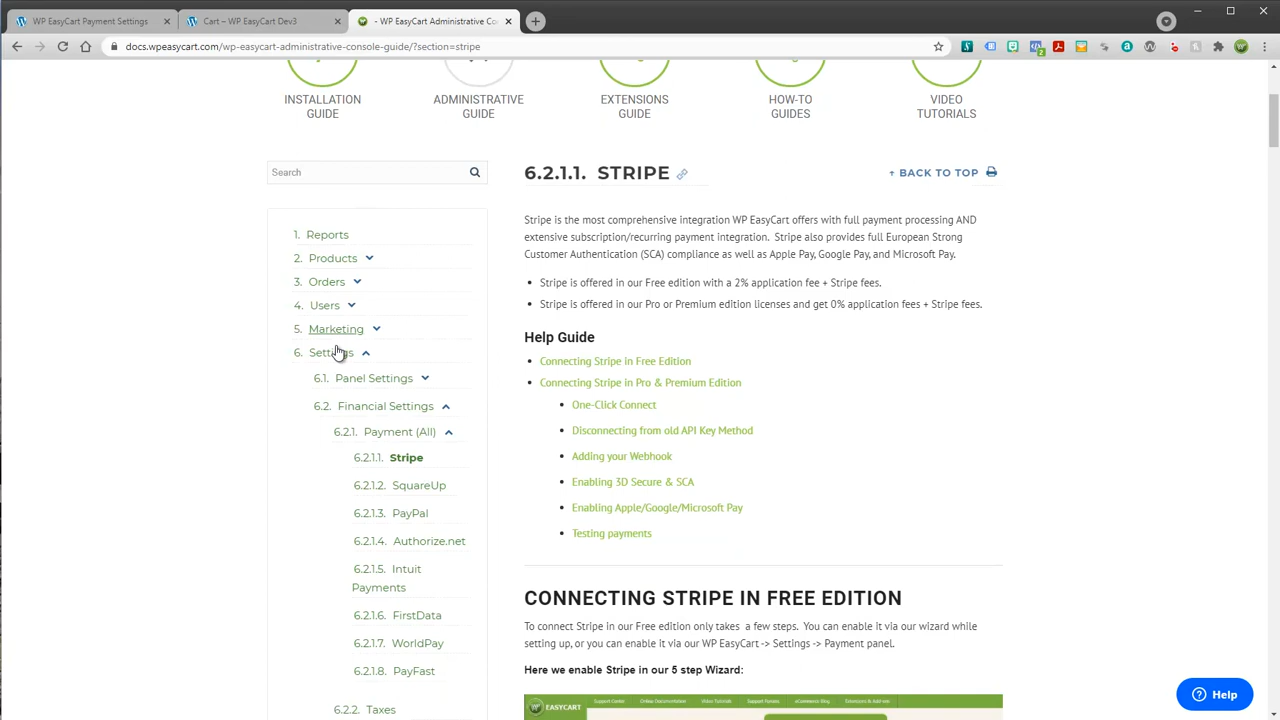 WP EasyCart Payment Settings
Cart – WP EasyCart Dev3
- WP EasyCart Administrative Co
docs.wpeasycart.com/wp-easycart-administrative-console-guide/?section=stripe
INSTALLATION
GUIDE
ADMINISTRATIVE
GUIDE
EXTENSIONS
GUIDE
HOW-TO
GUIDES
VIDEO
TUTORIALS
Search
1. Reports
2. Products
3. Orders
4. Users
5. Marketing
6. Settings
6.1. Panel Settings
6.2. Financial Settings
6.2.1. Payment (All)
6.2.1.1. Stripe
6.2.1.2. SquareUp
6.2.1.3. PayPal
6.2.1.4. Authorize.net
6.2.1.5. Intuit
Payments
6.2.1.6. FirstData
6.2.1.7. WorldPay
6.2.1.8. PayFast
6.2.2. Taxes
6.2.1.1. STRIPE
↑ BACK TO TOP
Stripe is the most comprehensive integration WP EasyCart offers with full payment processing AND
extensive subscription/recurring payment integration. Stripe also provides full European Strong
Customer Authentication (SCA) compliance as well as Apple Pay, Google Pay, and Microsoft Pay.
• Stripe is offered in our Free edition with a 2% application fee + Stripe fees.
• Stripe is offered in our Pro or Premium edition licenses and get 0% application fees + Stripe fees.
Help Guide
• Connecting Stripe in Free Edition
• Connecting Stripe in Pro & Premium Edition
• One-Click Connect
• Disconnecting from old API Key Method
• Adding your Webhook
• Enabling 3D Secure & SCA
• Enabling Apple/Google/Microsoft Pay
• Testing payments
CONNECTING STRIPE IN FREE EDITION
To connect Stripe in our Free edition only takes a few steps. You can enable it via our wizard while
setting up, or you can enable it via our WP EasyCart -> Settings -> Payment panel.
Here we enable Stripe in our 5 step Wizard:
EASYCART Support Center Online Documentation Video Tutorials Support Forums eCommerce Blog Extensions & Add-ons
Help